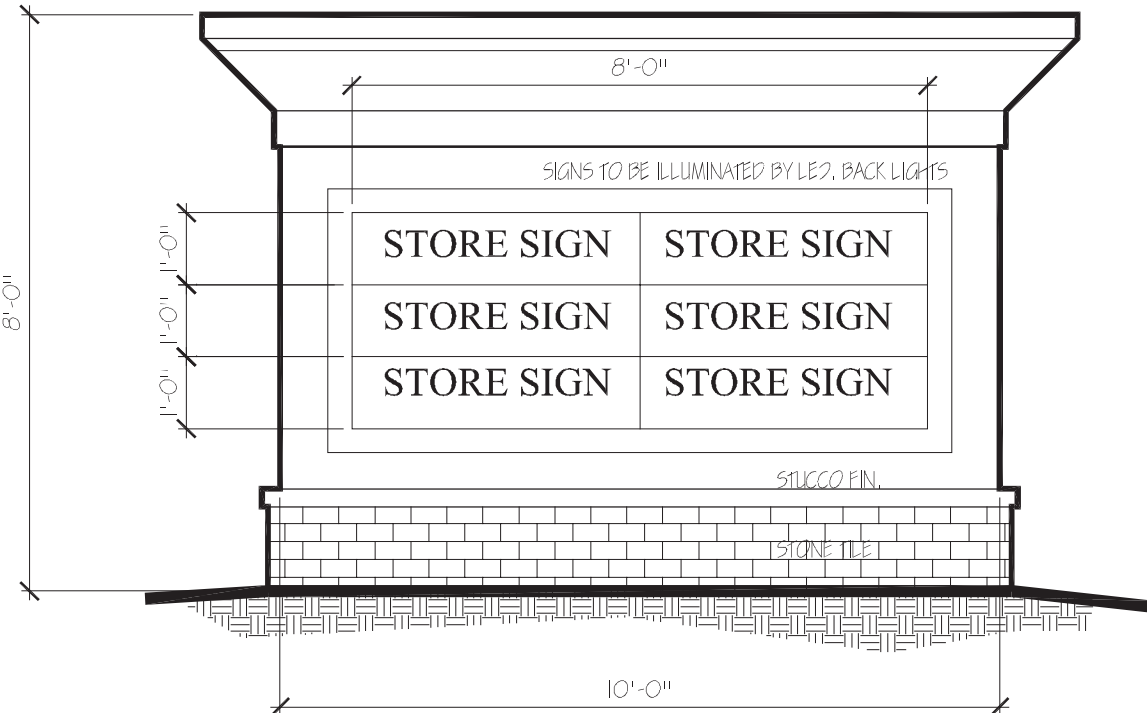 8'-0"
SIGNS TO BE ILLUMINATED BY LED. BACK LIGHTS
STORE SIGN STORE SIGN
1'-0"
STORE SIGN STORE SIGN
1'-0"
8'-0"
STORE SIGN STORE SIGN
1'-0"
STUCCO FIN.
STONE TILE
10'-0"